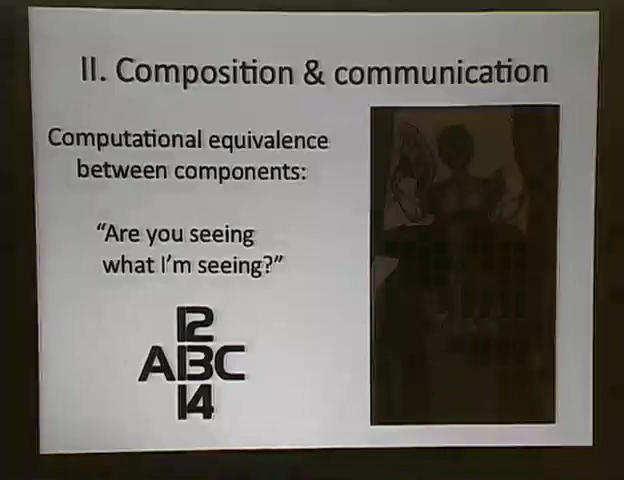 II. Composition & communication
Computational equivalence
between components:
“Are you seeing
what I’m seeing?”
12
ABC
14